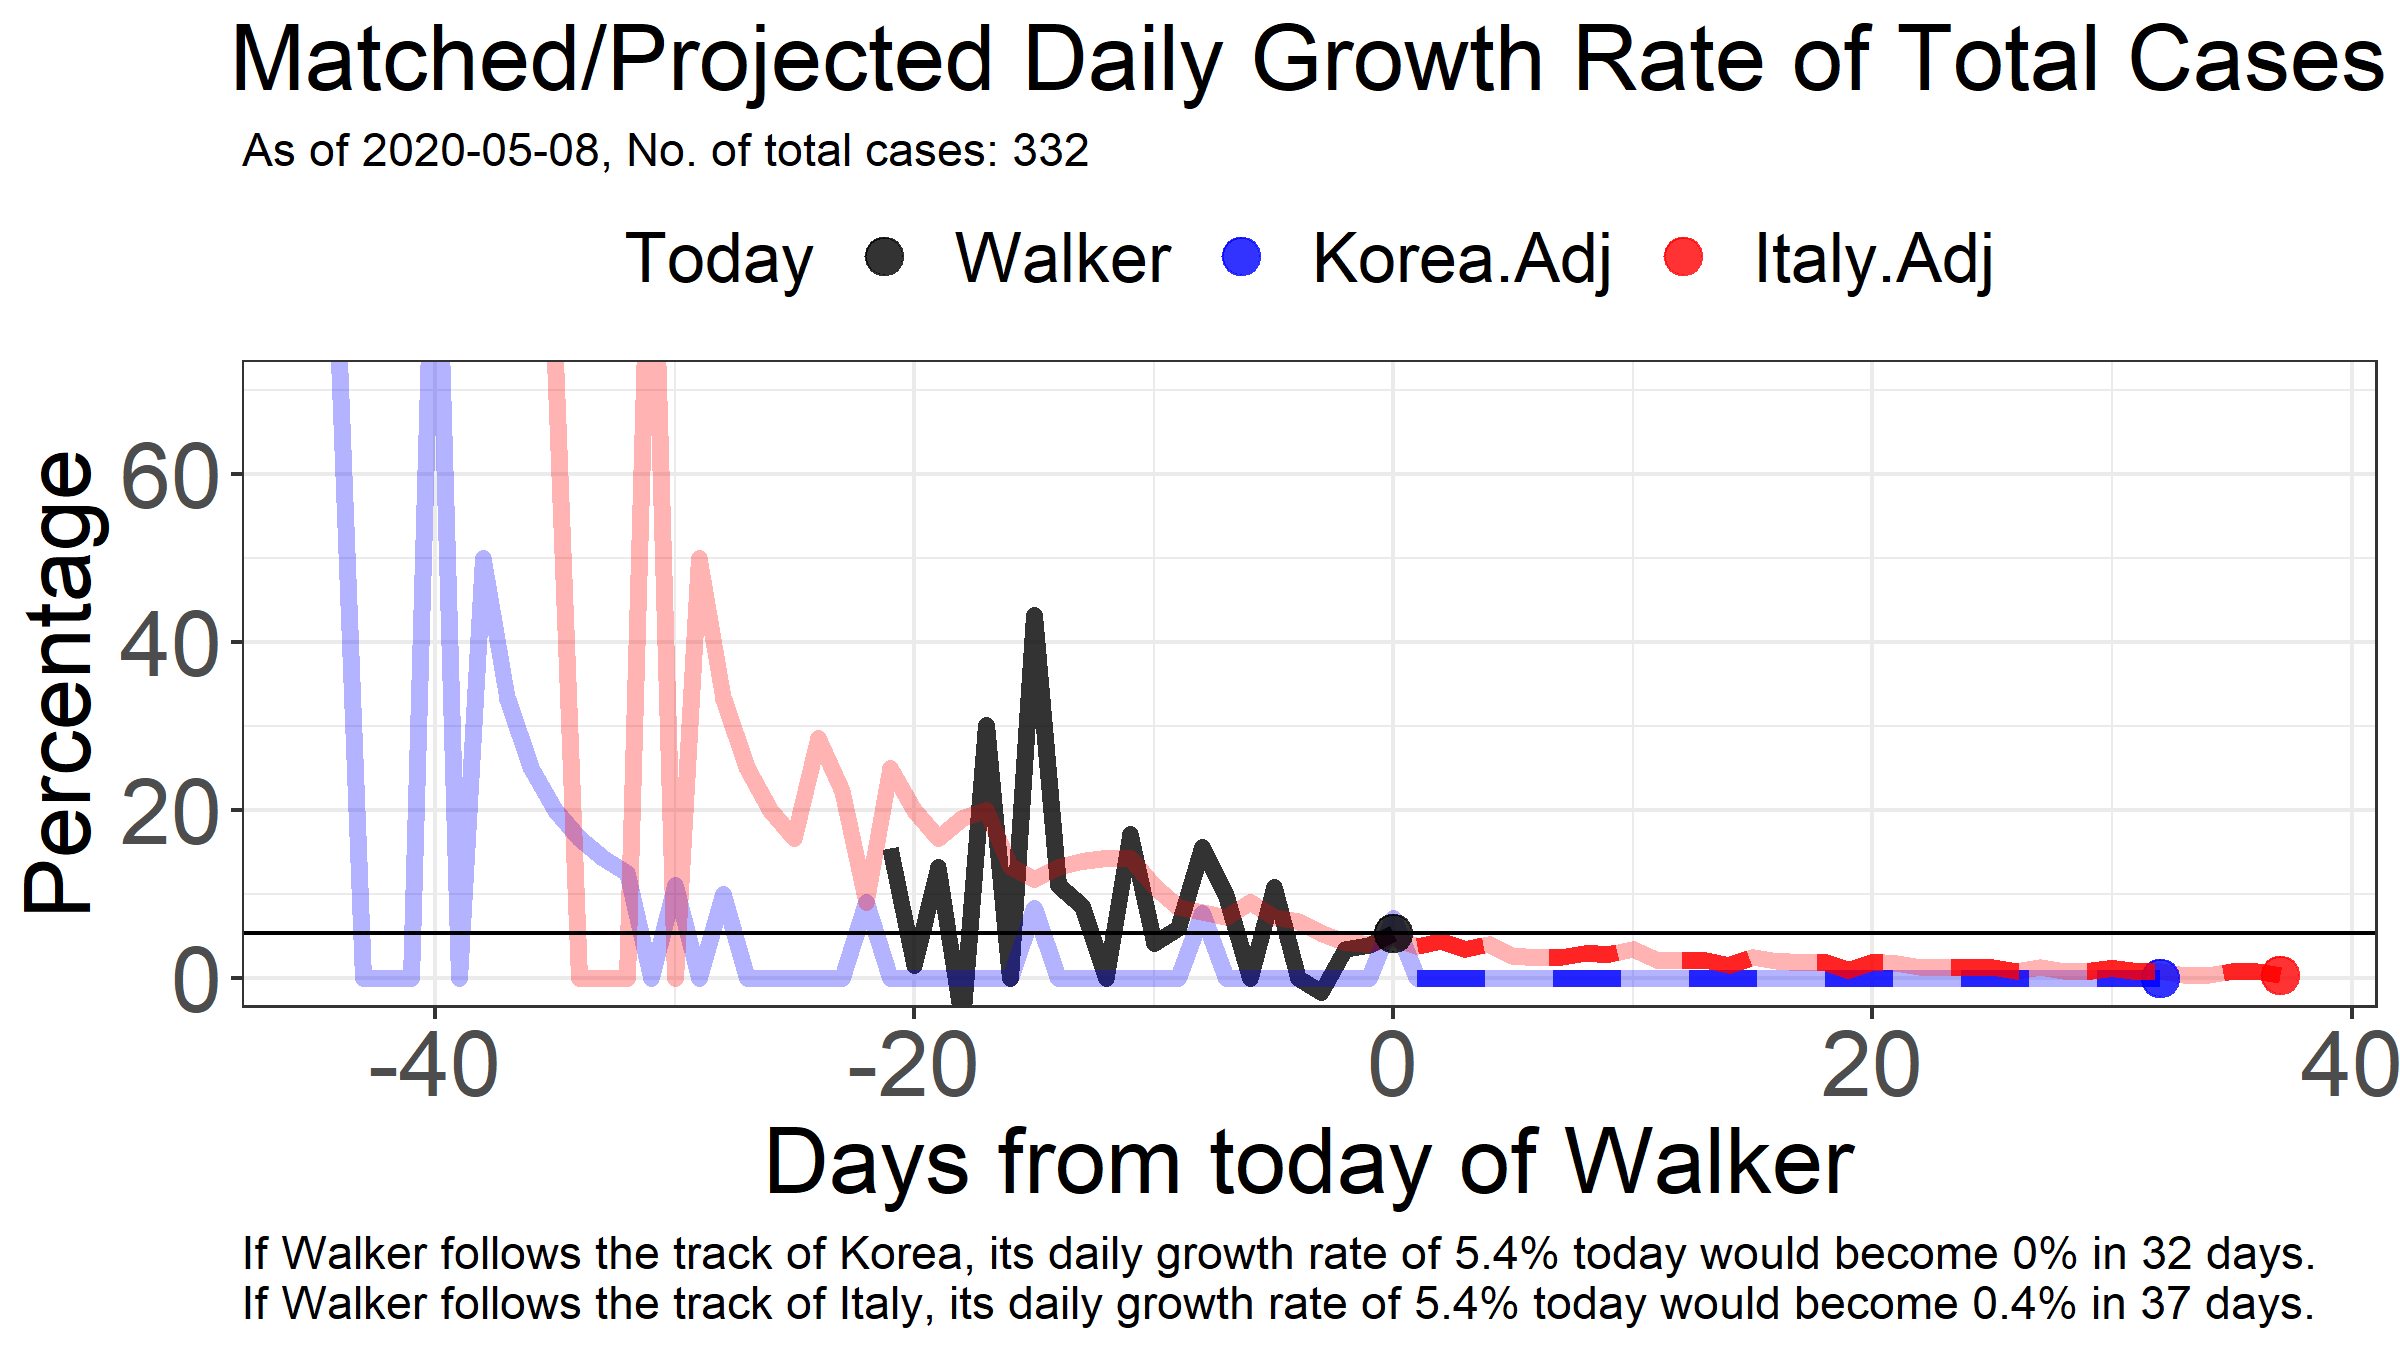 Matched/Projected Daily Growth Rate of Total Cases
As of 2020-05-08, No. of total cases: 332
Today Walker Korea.Adj Italy.Adj
Percentage
60
40
20
0
-40 -20 0 20 40
Days from today of Walker
If Walker follows the track of Korea, its daily growth rate of 5.4% today would become 0% in 32 days.
If Walker follows the track of Italy, its daily growth rate of 5.4% today would become 0.4% in 37 days.